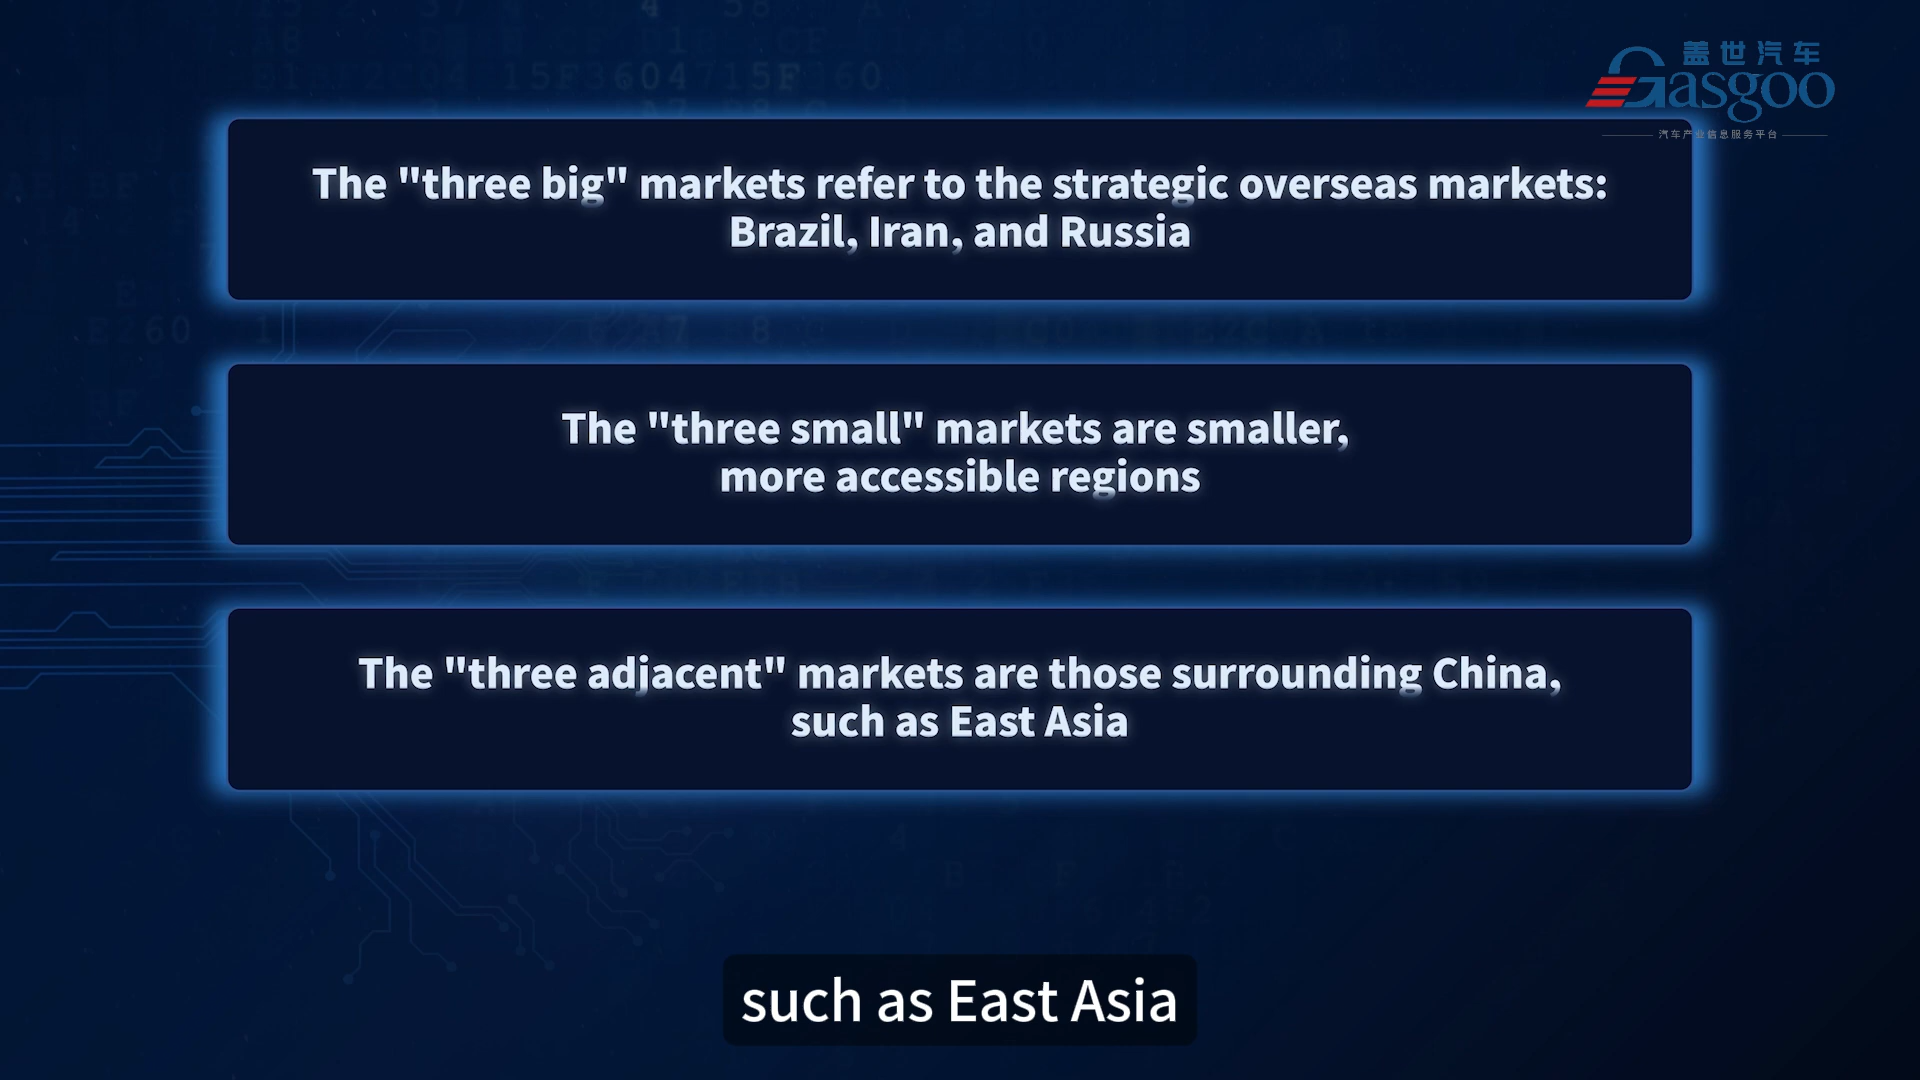 盖世汽车
Gasgoo
汽车产业信息服务平台
The "three big" markets refer to the strategic overseas markets:
Brazil, Iran, and Russia
The "three small" markets are smaller,
more accessible regions
The "three adjacent" markets are those surrounding China,
such as East Asia
such as East Asia